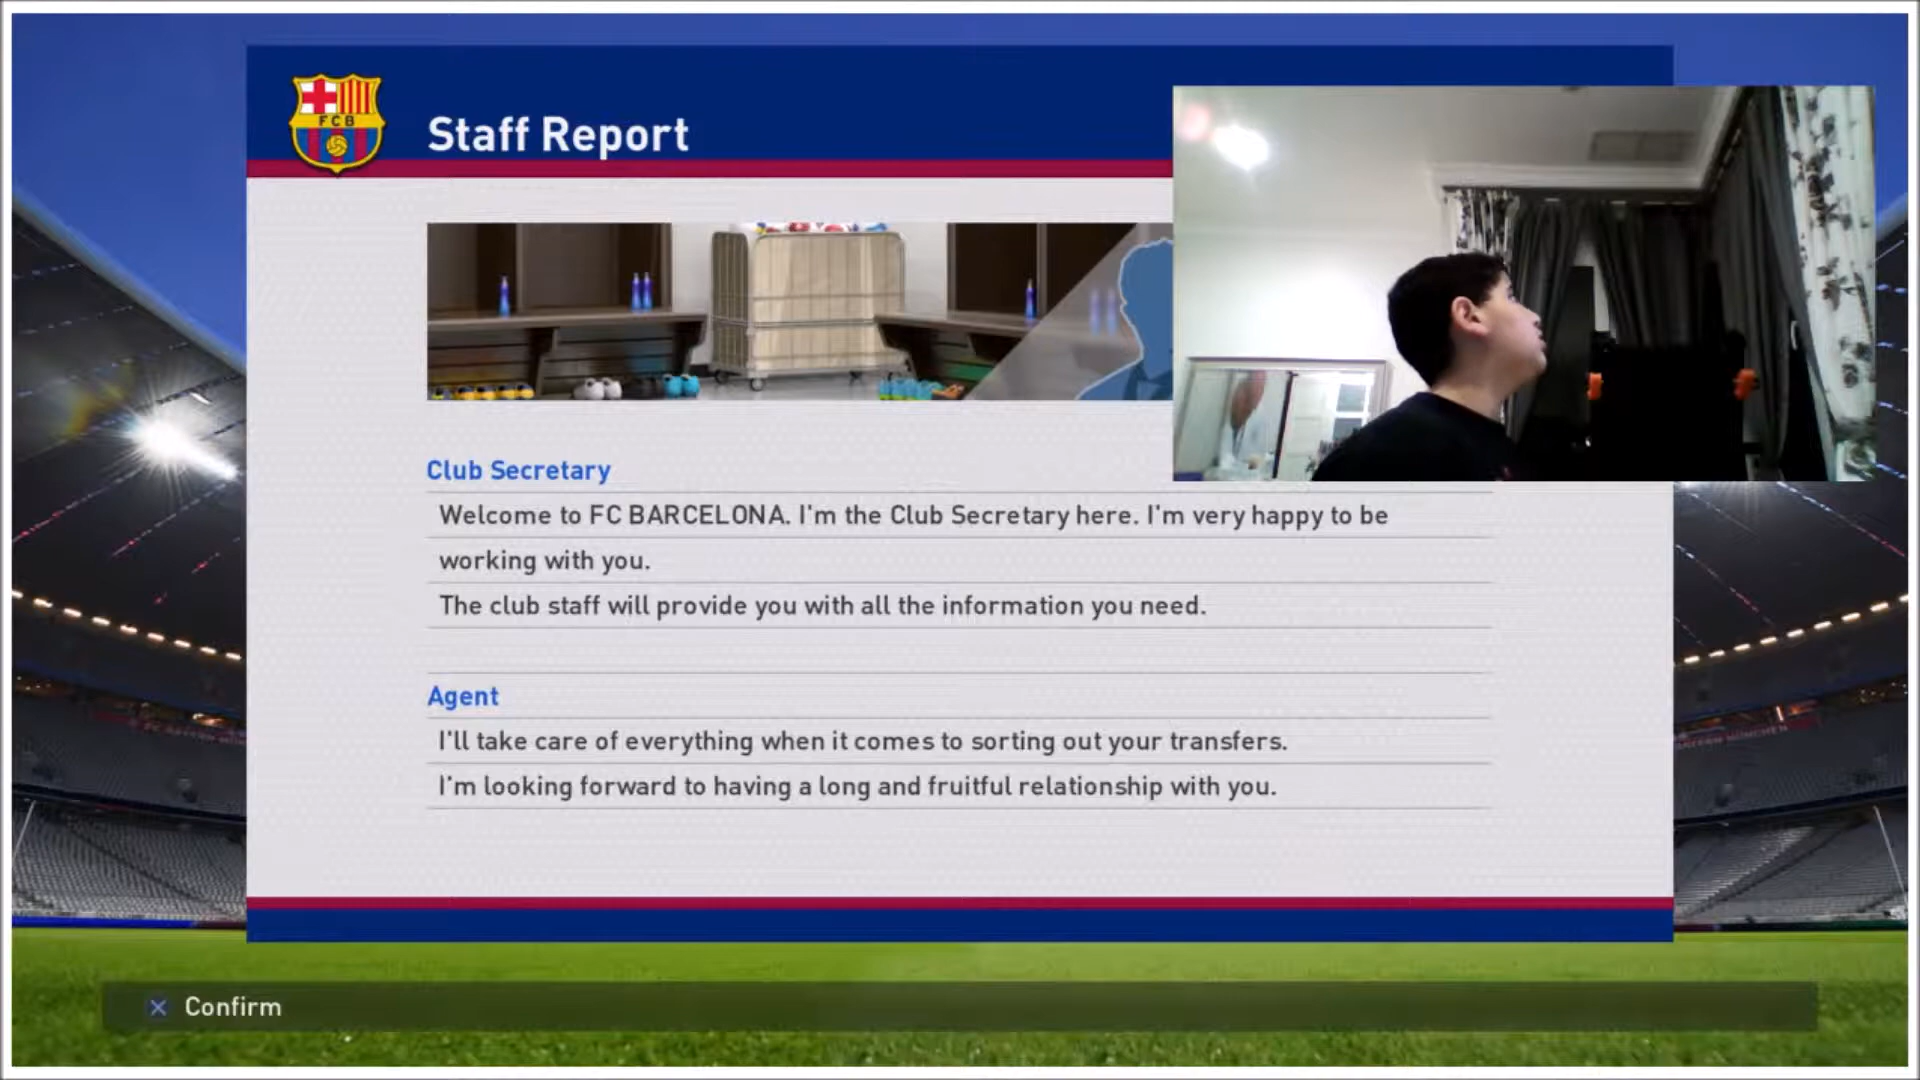 FCB
Staff Report
Club Secretary
Welcome to FC BARCELONA. I'm the Club Secretary here. I'm very happy to be
working with you.
The club staff will provide you with all the information you need.
Agent
I'll take care of everything when it comes to sorting out your transfers.
I'm looking forward to having a long and fruitful relationship with you.
Confirm